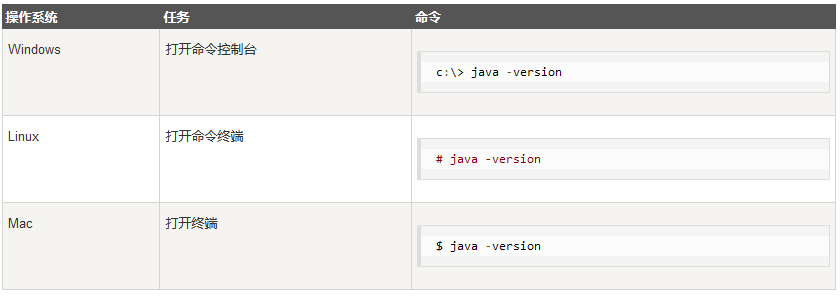 操作系统 任务 命令
Windows 打开命令控制台 c:\> java -version
Linux 打开命令终端 # java -version
Mac 打开终端 $ java -version